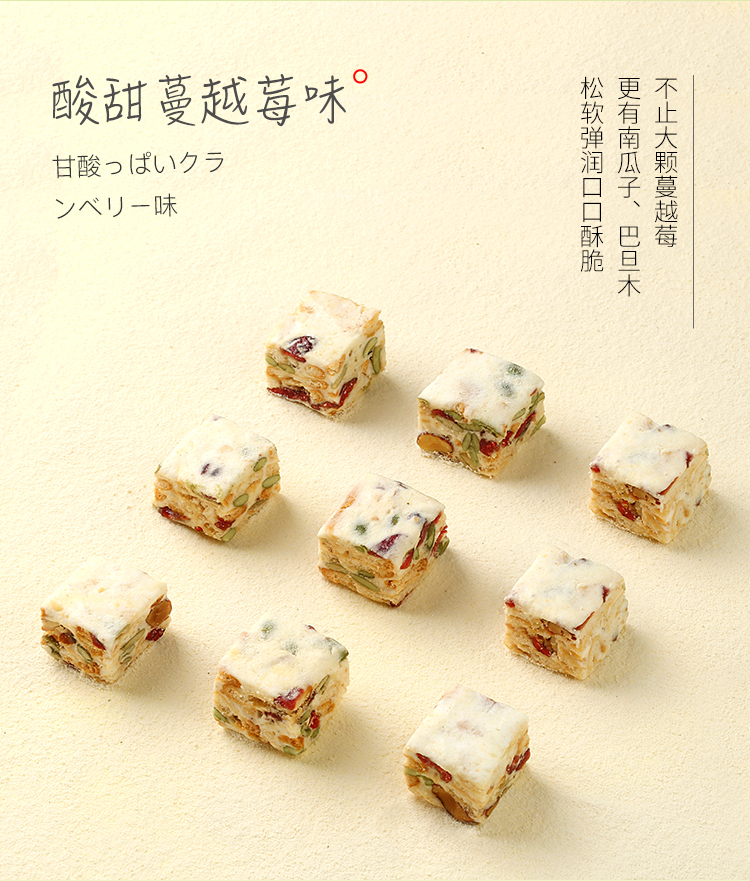 酸甜蔓越莓味
甘酸っぱいクラ
ンベリー味
不止大颗蔓越莓
更有南瓜子、巴旦木
松软弹润口口酥脆